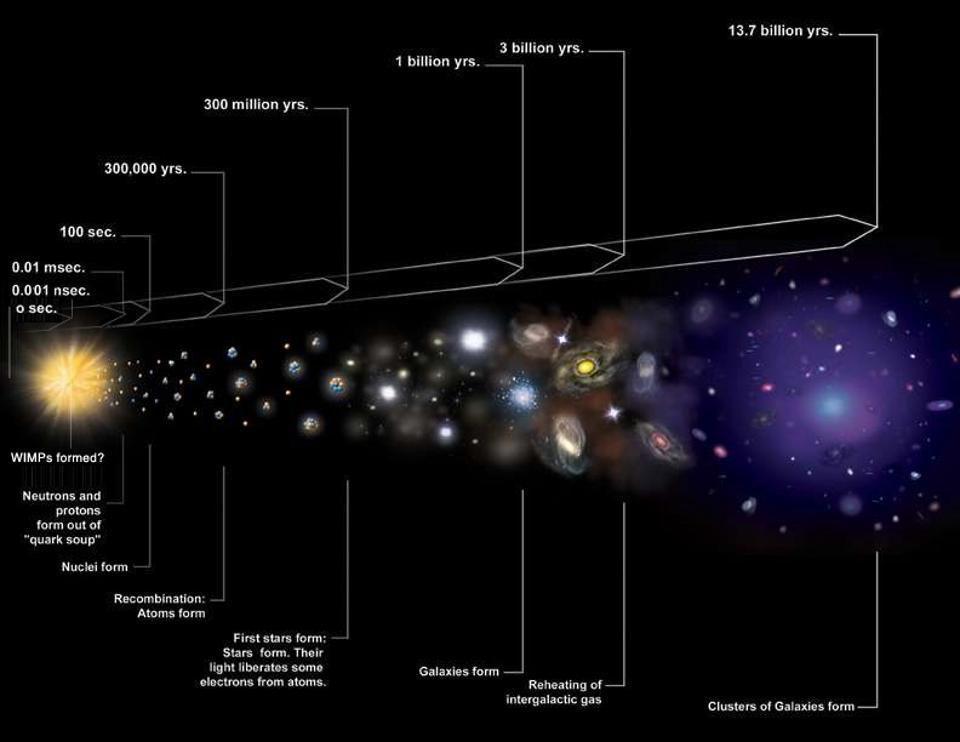 13.7 billion yrs.
3 billion yrs.
1 billion yrs.
300 million yrs.
300,000 yrs.
100 sec.
0.01 msec.
0.001 nsec.
o sec.
WIMPs formed?
Neutrons and
protons
form out of
"quark soup"
Nuclei form
Recombination:
Atoms form
First stars form:
Stars form. Their
light liberates some
electrons from atoms.
Galaxies form
Reheating of
intergalactic gas
Clusters of Galaxies form